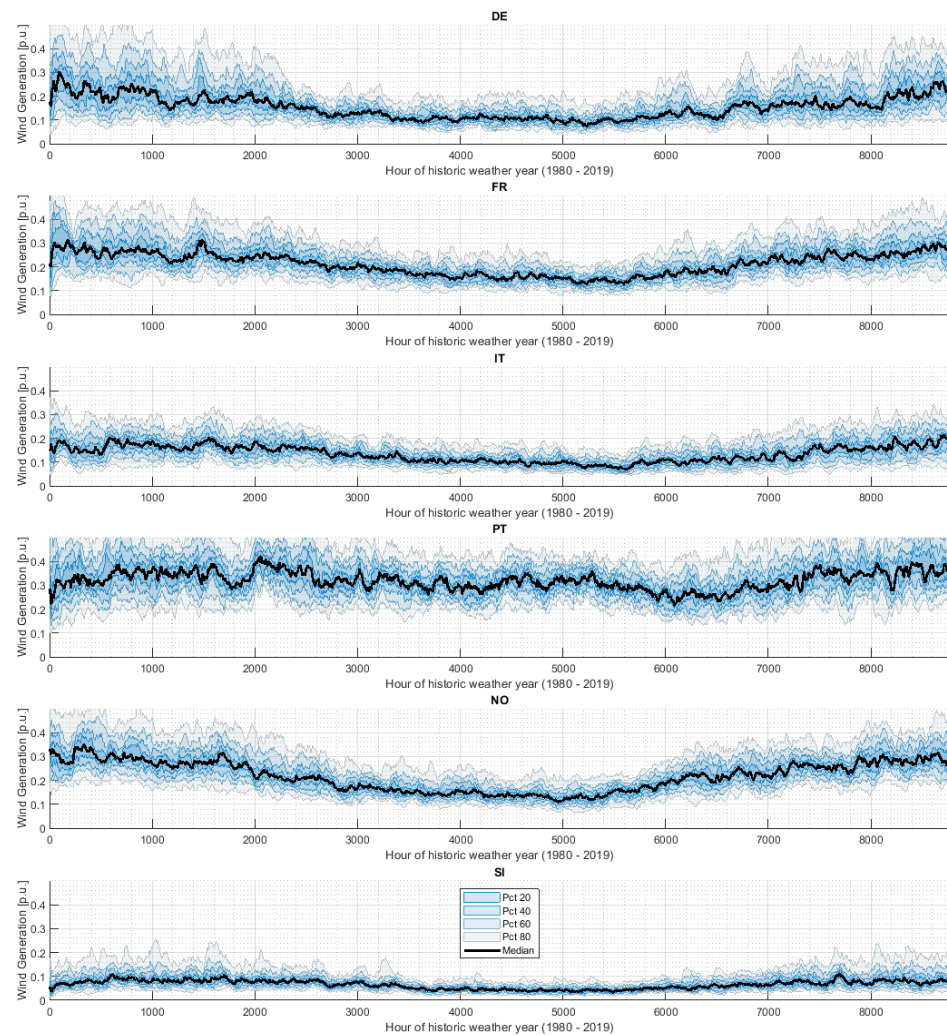 DE
Wind Generation [p.u.]
0.4
0.3
0.2
0.1
0
0 1000 2000 3000 4000 5000 6000 7000 8000
Hour of historic weather year (1980 - 2019)
FR
Wind Generation [p.u.]
0.4
0.3
0.2
0.1
0
0 1000 2000 3000 4000 5000 6000 7000 8000
Hour of historic weather year (1980 - 2019)
IT
Wind Generation [p.u.]
0.4
0.3
0.2
0.1
0
0 1000 2000 3000 4000 5000 6000 7000 8000
Hour of historic weather year (1980 - 2019)
PT
Wind Generation [p.u.]
0.4
0.3
0.2
0.1
0
0 1000 2000 3000 4000 5000 6000 7000 8000
Hour of historic weather year (1980 - 2019)
NO
Wind Generation [p.u.]
0.4
0.3
0.2
0.1
0
0 1000 2000 3000 4000 5000 6000 7000 8000
Hour of historic weather year (1980 - 2019)
SI
Wind Generation [p.u.]
0.4
0.3
0.2
0.1
0
Pct 20
Pct 40
Pct 60
Pct 80
Median
0 1000 2000 3000 4000 5000 6000 7000 8000
Hour of historic weather year (1980 - 2019)